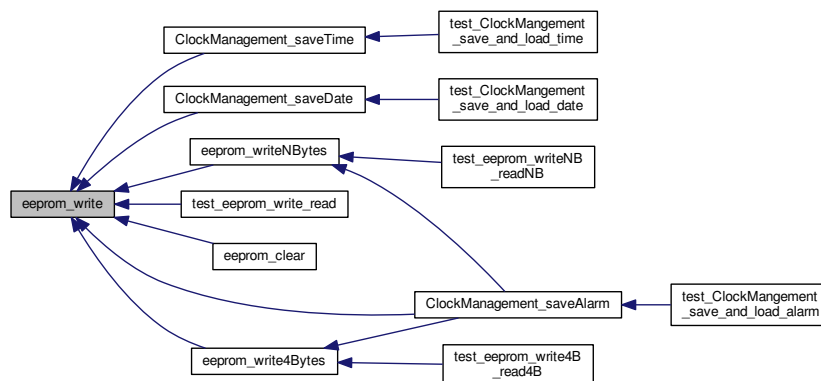 ClockManagement_saveTime
test_ClockMangement
_save_and_load_time
ClockManagement_saveDate
test_ClockMangement
_save_and_load_date
eeprom_writeNBytes
test_eeprom_writeNB
_readNB
eeprom_write
test_eeprom_write_read
eeprom_clear
ClockManagement_saveAlarm
test_ClockMangement
_save_and_load_alarm
eeprom_write4Bytes
test_eeprom_write4B
_read4B